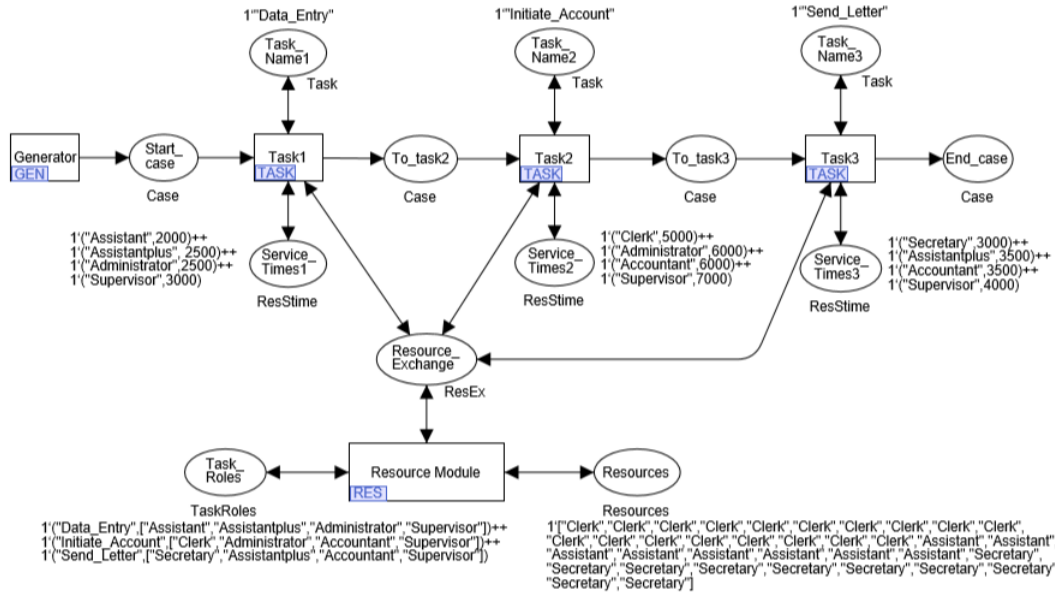 1`"Data_Entry"
1`"Initiate_Account"
1`"Send_Letter"
Task_
Name1
Task_
Name2
Task_
Name3
Task
Task
Task
Generator
GEN
Start_
case
Case
Task1
TASK
To_task2
Case
Task2
TASK
To_task3
Case
Task3
TASK
End_case
Case
1`("Assistant",2000)++
1`("Assistantplus", 2500)++
1`("Administrator",2500)++
1`("Supervisor",3000)
Service_
Times1
ResStime
Service_
Times2
ResStime
1`("Clerk",5000)++
1`("Administrator",6000)++
1`("Accountant",6000)++
1`("Supervisor",7000)
Service_
Times3
ResStime
1`("Secretary",3000)++
1`("Assistantplus",3500)++
1`("Accountant",3500)++
1`("Supervisor",4000)
Resource_
Exchange
ResEx
Task_
Roles
TaskRoles
Resource Module
RES
Resources
Resources
1`("Data_Entry",["Assistant","Assistantplus","Administrator","Supervisor"])++
1`("Initiate_Account",["Clerk","Administrator","Accountant","Supervisor"])++
1`("Send_Letter",["Secretary","Assistantplus","Accountant","Supervisor"])
1`["Clerk","Clerk","Clerk","Clerk","Clerk","Clerk","Clerk","Clerk","Clerk","Clerk",
"Clerk","Clerk","Clerk","Clerk","Clerk","Clerk","Clerk","Clerk","Assistant","Assistant"
"Assistant","Assistant","Assistant","Assistant","Assistant","Assistant","Secretary",
"Secretary","Secretary","Secretary","Secretary","Secretary","Secretary","Secretary"
"Secretary","Secretary"]